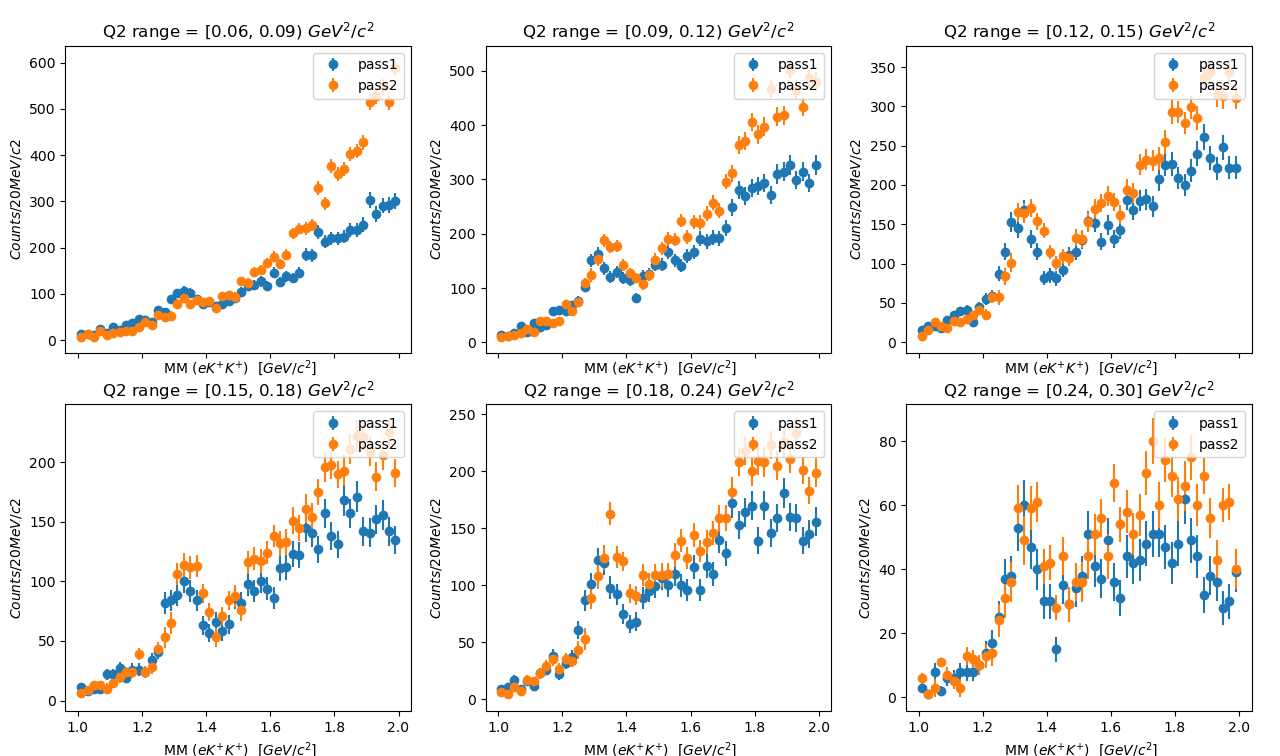 Q2 range = [0.06, 0.09) GeV²/c²
pass1
pass2
Counts/20MeV/c2
600
500
400
300
200
100
0
MM (eK⁺K⁺) [GeV/c²]
Q2 range = [0.09, 0.12) GeV²/c²
pass1
pass2
Counts/20MeV/c2
500
400
300
200
100
0
MM (eK⁺K⁺) [GeV/c²]
Q2 range = [0.12, 0.15) GeV²/c²
pass1
pass2
Counts/20MeV/c2
350
300
250
200
150
100
50
0
MM (eK⁺K⁺) [GeV/c²]
Q2 range = [0.15, 0.18) GeV²/c²
pass1
pass2
Counts/20MeV/c2
200
150
100
50
0
1.0 1.2 1.4 1.6 1.8 2.0
MM (eK⁺K⁺) [GeV/c²]
Q2 range = [0.18, 0.24) GeV²/c²
pass1
pass2
Counts/20MeV/c2
250
200
150
100
50
0
1.0 1.2 1.4 1.6 1.8 2.0
MM (eK⁺K⁺) [GeV/c²]
Q2 range = [0.24, 0.30] GeV²/c²
pass1
pass2
Counts/20MeV/c2
80
60
40
20
0
1.0 1.2 1.4 1.6 1.8 2.0
MM (eK⁺K⁺) [GeV/c²]